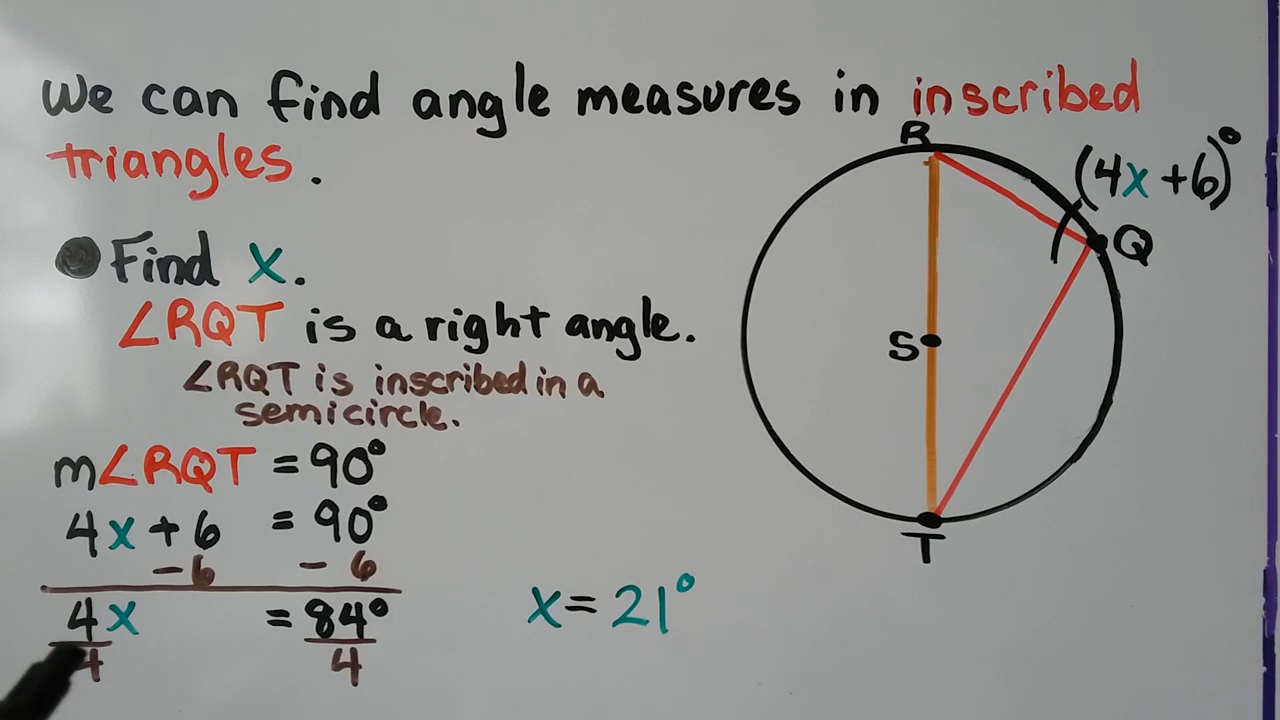 We can find angle measures in inscribed
triangles.
Find x.
∠RQT is a right angle.
∠RQT is inscribed in a
semicircle.
m∠RQT = 90°
4x + 6 = 90°
- 6 - 6
4x = 84°
4 4
x = 21°
R
(4x + 6)°
Q
S
T